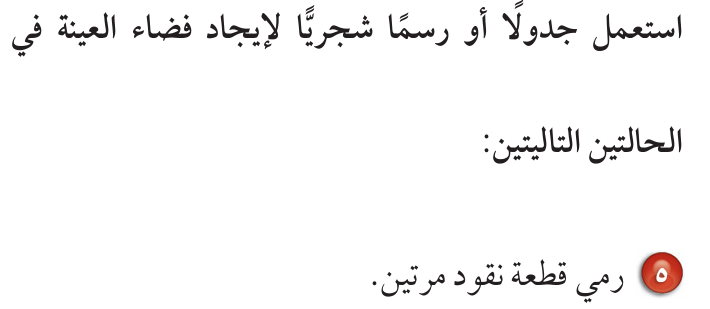 استعمل جدولًا أو رسمًا شجريًّا لإيجاد فضاء العينة في
الحالتين التاليتين:
٥ رمي قطعة نقود مرتين.